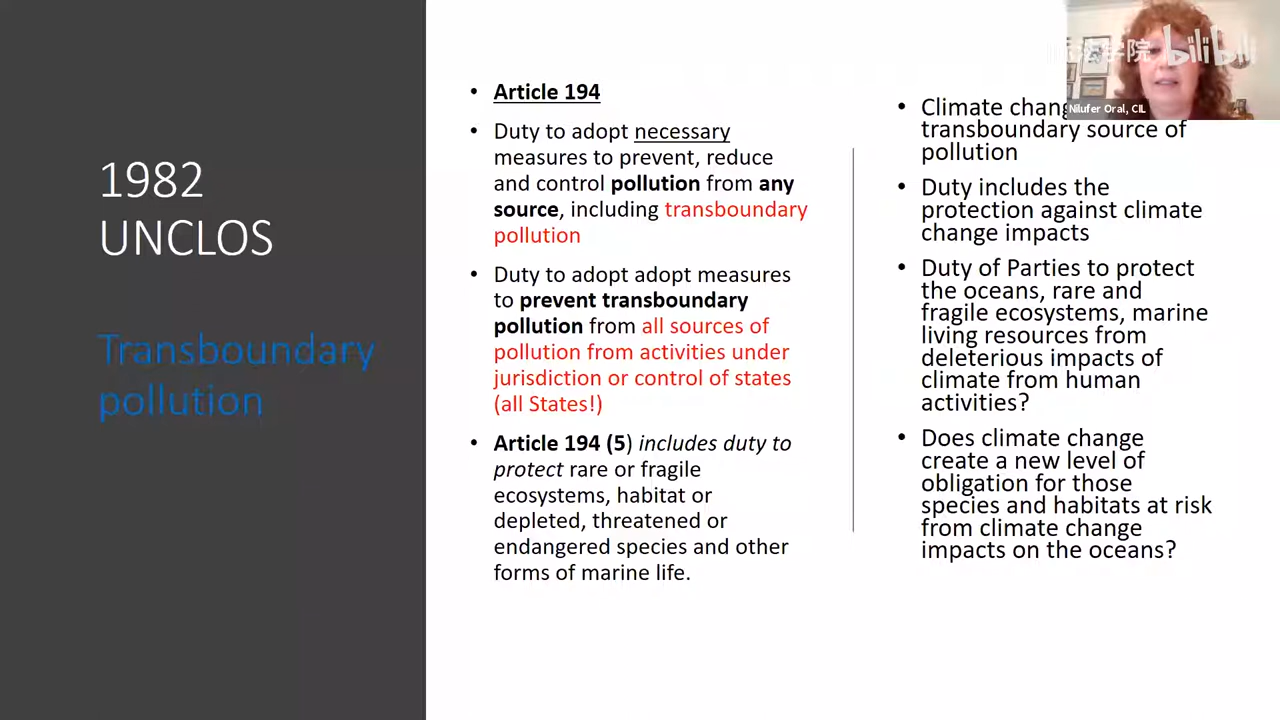 1982
UNCLOS
Transboundary
pollution
• Article 194
• Duty to adopt necessary
measures to prevent, reduce
and control pollution from any
source, including transboundary
pollution
• Duty to adopt adopt measures
to prevent transboundary
pollution from all sources of
pollution from activities under
jurisdiction or control of states
(all States!)
• Article 194 (5) includes duty to
protect rare or fragile
ecosystems, habitat or
depleted, threatened or
endangered species and other
forms of marine life.
• Climate
transboundary source of
pollution
• Duty includes the
protection against climate
change impacts
• Duty of Parties to protect
the oceans, rare and
fragile ecosystems, marine
living resources from
deleterious impacts of
climate from human
activities?
• Does climate change
create a new level of
obligation for those
species and habitats at risk
from climate change
impacts on the oceans?
学院 bilibili
Nilufer Oral, CIL